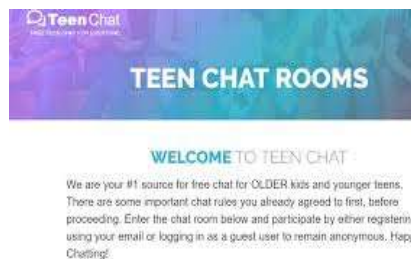 Teen Chat
TEEN CHAT ROOMS
WELCOME TO TEEN CHAT
We are your #1 source for free chat for OLDER kids and younger teens.
There are some important chat rules you already agreed to first, before
proceeding. Enter the chat room below and participate by either registerin
using your email or logging in as a guest user to remain anonymous. Hap
Chatting!